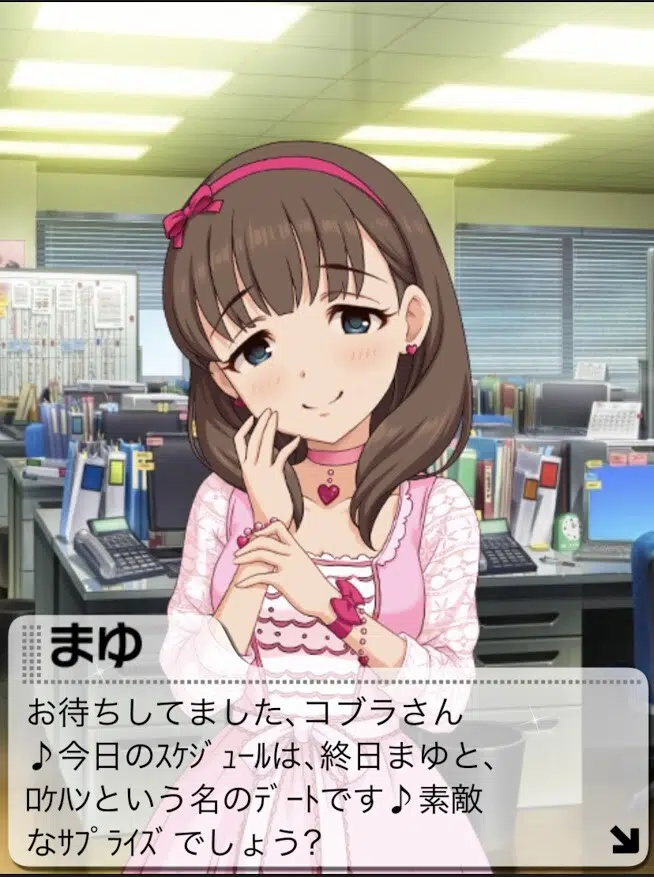 まゆ
お待ちしてました、コブラさん
♪今日のｽｹｼﾞｭｰﾙは、終日まゆと、
ﾛｹﾊﾝという名のﾃﾞｰﾄです♪素敵
なｻﾌﾟﾗｲｽﾞでしょう?